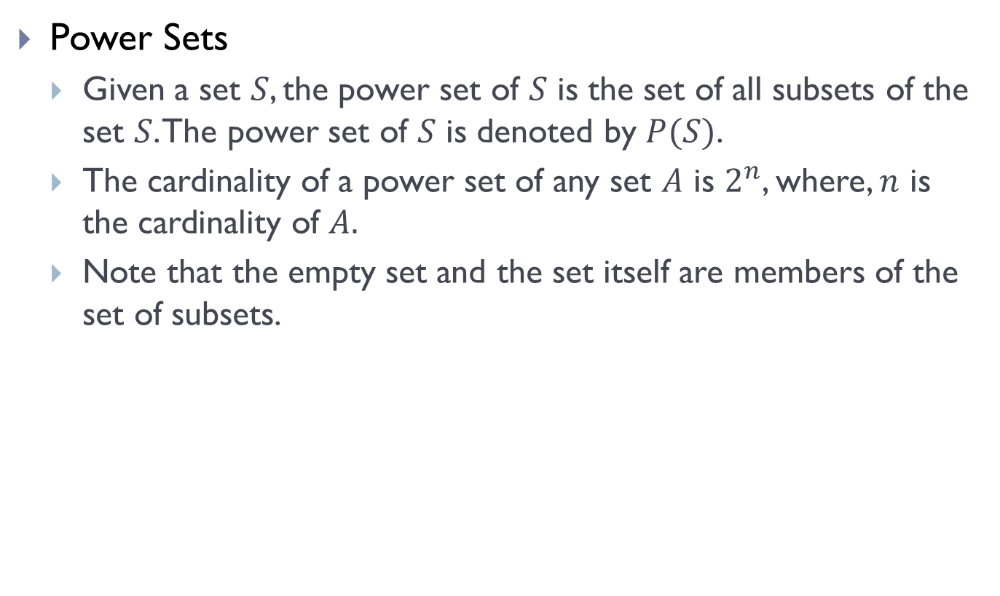 Power Sets
Given a set S, the power set of S is the set of all subsets of the
set S. The power set of S is denoted by P(S).
The cardinality of a power set of any set A is 2ⁿ, where, n is
the cardinality of A.
Note that the empty set and the set itself are members of the
set of subsets.